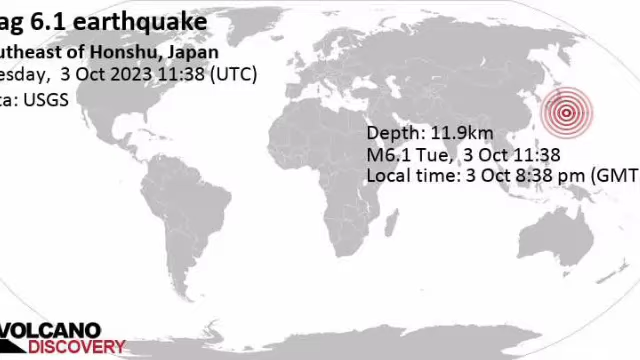 ag 6.1 earthquake
utheast of Honshu, Japan
esday, 3 Oct 2023 11:38 (UTC)
ta: USGS
Depth: 11.9km
M6.1 Tue, 3 Oct 11:38
Local time: 3 Oct 8:38 pm (GMT
VOLCANO
DISCOVERY